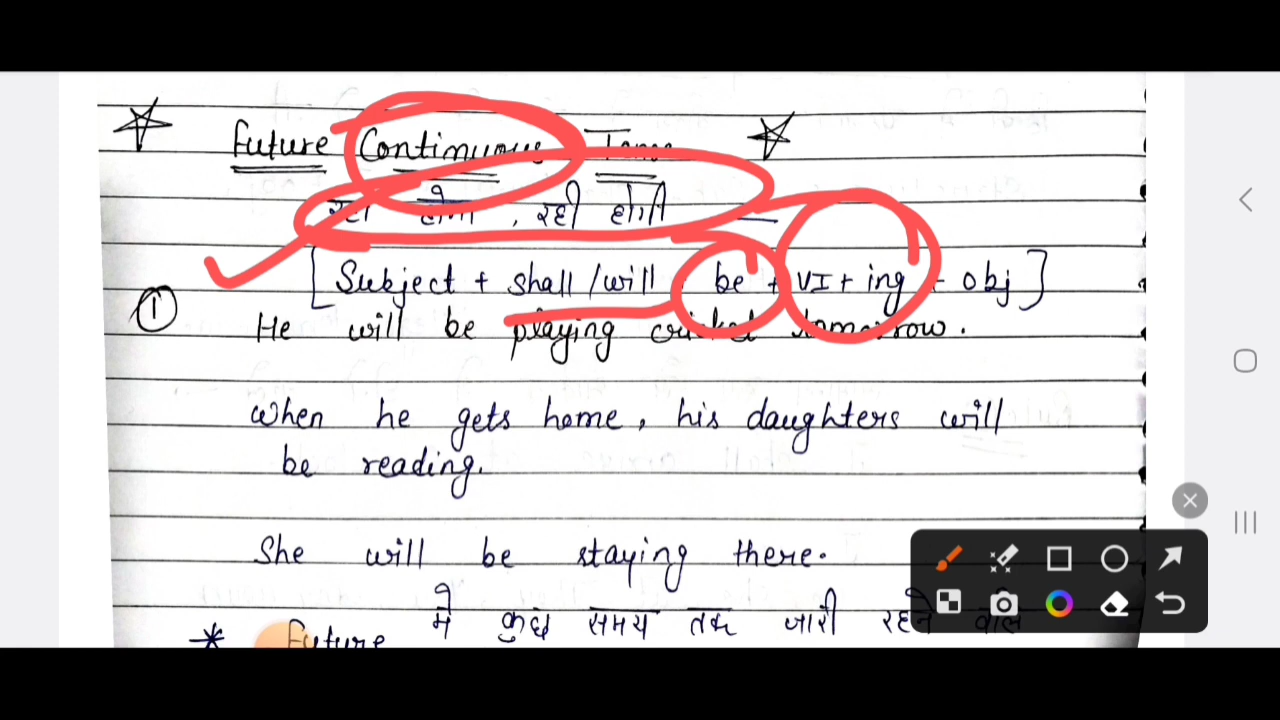 Future Continuous Tense
रहा होगा, रही होगी —
[Subject + shall/will + be + VI + ing + obj]
① He will be playing cricket tomorrow.
When he gets home, his daughters will
be reading.
She will be staying there.
* Future में कुछ समय तक जारी रहने वाले